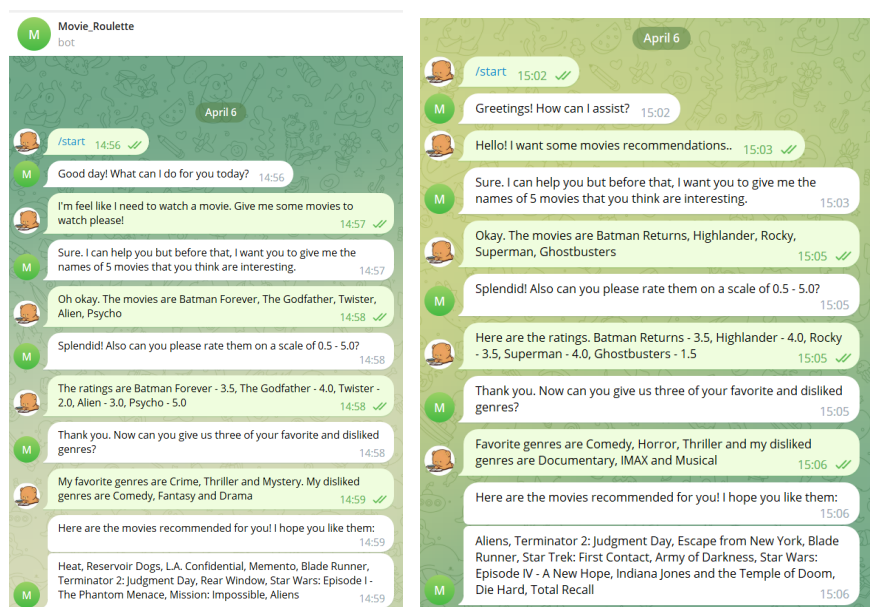 M
Movie_Roulette
bot
April 6
/start 14:56
M
Good day! What can I do for you today? 14:56
I'm feel like I need to watch a movie. Give me some movies to
watch please! 14:57
M
Sure. I can help you but before that, I want you to give me the
names of 5 movies that you think are interesting. 14:57
Oh okay. The movies are Batman Forever, The Godfather, Twister,
Alien, Psycho 14:58
M
Splendid! Also can you please rate them on a scale of 0.5 - 5.0?
14:58
The ratings are Batman Forever - 3.5, The Godfather - 4.0, Twister -
2.0, Alien - 3.0, Psycho - 5.0 14:58
M
Thank you. Now can you give us three of your favorite and disliked
genres? 14:58
My favorite genres are Crime, Thriller and Mystery. My disliked
genres are Comedy, Fantasy and Drama 14:59
Here are the movies recommended for you! I hope you like them:
14:59
Heat, Reservoir Dogs, L.A. Confidential, Memento, Blade Runner,
Terminator 2: Judgment Day, Rear Window, Star Wars: Episode I -
M
The Phantom Menace, Mission: Impossible, Aliens 14:59
April 6
/start 15:02
M
Greetings! How can I assist? 15:02
Hello! I want some movies recommendations.. 15:03
M
Sure. I can help you but before that, I want you to give me the
names of 5 movies that you think are interesting. 15:03
Okay. The movies are Batman Returns, Highlander, Rocky,
Superman, Ghostbusters 15:05
M
Splendid! Also can you please rate them on a scale of 0.5 - 5.0?
15:05
Here are the ratings. Batman Returns - 3.5, Highlander - 4.0, Rocky
- 3.5, Superman - 4.0, Ghostbusters - 1.5 15:05
M
Thank you. Now can you give us three of your favorite and disliked
genres? 15:05
Favorite genres are Comedy, Horror, Thriller and my disliked
genres are Documentary, IMAX and Musical 15:06
Here are the movies recommended for you! I hope you like them:
15:06
Aliens, Terminator 2: Judgment Day, Escape from New York, Blade
Runner, Star Trek: First Contact, Army of Darkness, Star Wars:
Episode IV - A New Hope, Indiana Jones and the Temple of Doom,
M
Die Hard, Total Recall 15:06